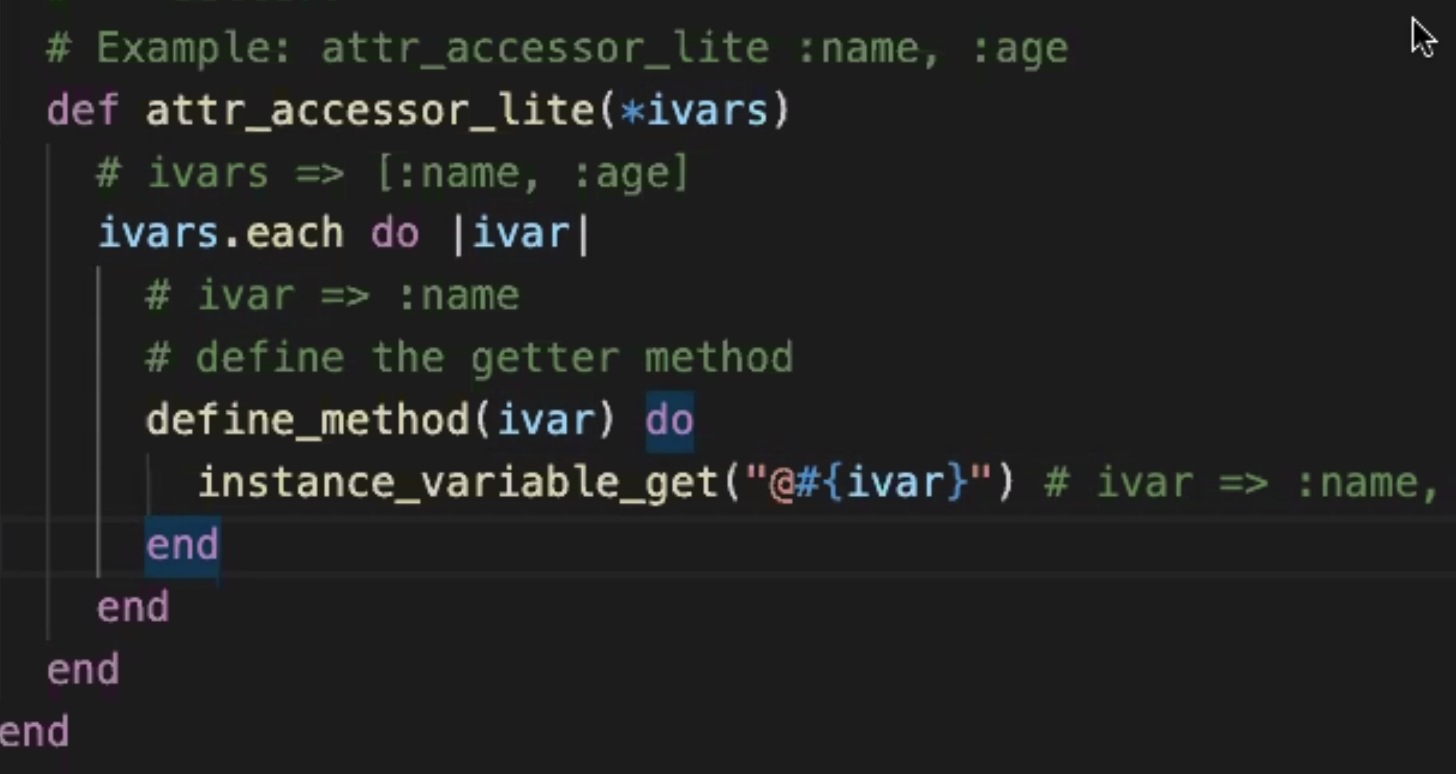 # Example: attr_accessor_lite :name, :age
def attr_accessor_lite(*ivars)
# ivars => [:name, :age]
ivars.each do |ivar|
# ivar => :name
# define the getter method
define_method(ivar) do
instance_variable_get("@#{ivar}") # ivar => :name,
end
end
end
end